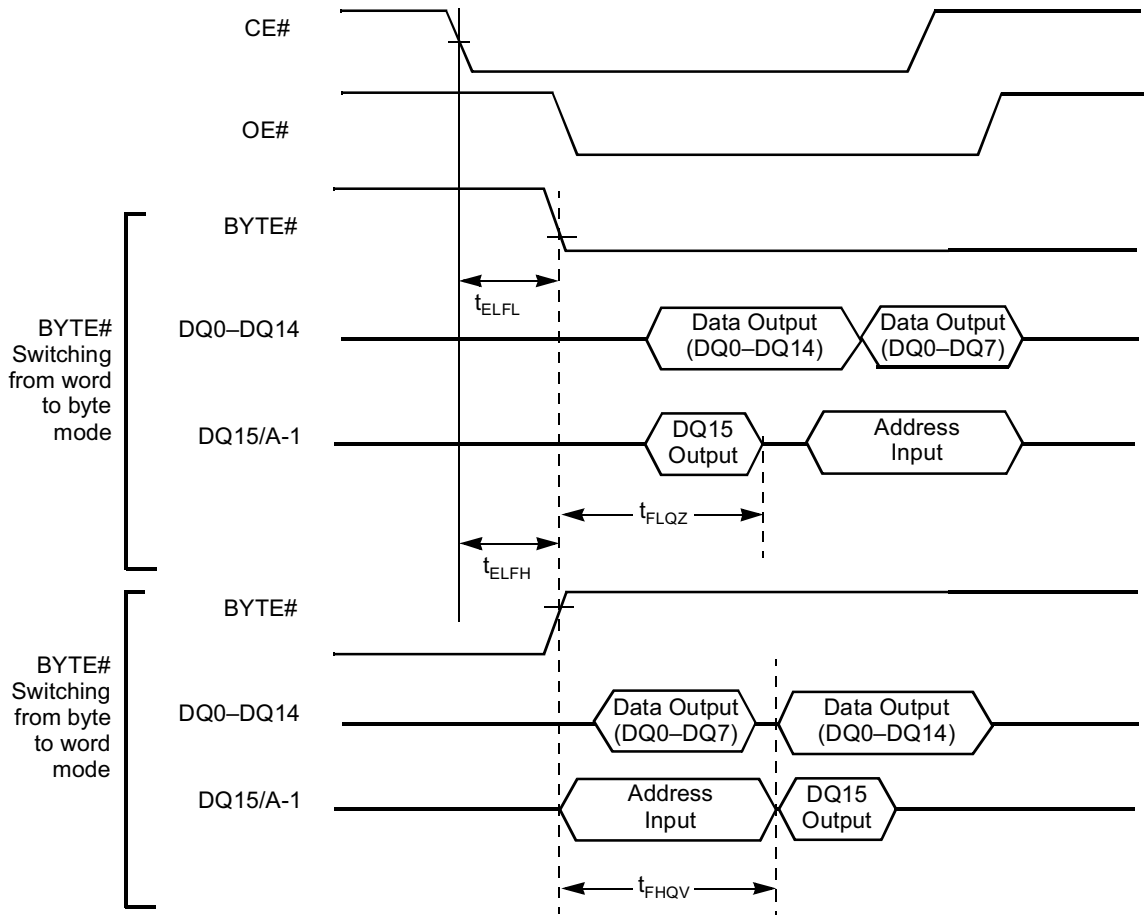 CE#
OE#
BYTE#
tELFL
BYTE#
Switching
from word
to byte
mode
DQ0–DQ14
Data Output
(DQ0–DQ14)
Data Output
(DQ0–DQ7)
DQ15/A-1
DQ15
Output
Address
Input
tFLQZ
tELFH
BYTE#
BYTE#
Switching
from byte
to word
mode
DQ0–DQ14
Data Output
(DQ0–DQ7)
Data Output
(DQ0–DQ14)
DQ15/A-1
Address
Input
DQ15
Output
tFHQV